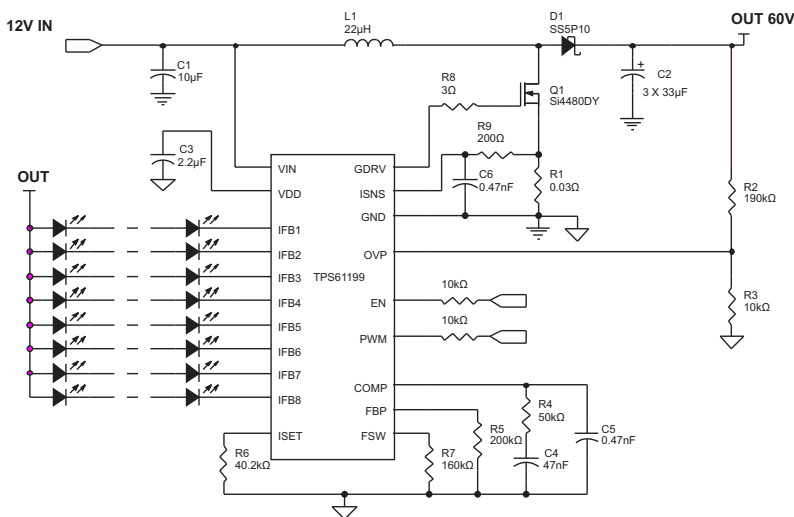 12V IN
L1
22µH
D1
SS5P10
OUT 60V
C1
10µF
R8
3Ω
Q1
Si4480DY
+
C2
3 X 33µF
R9
200Ω
C3
2.2µF
C6
0.47nF
R1
0.03Ω
OUT
VIN
VDD
IFB1
IFB2
IFB3
IFB4
IFB5
IFB6
IFB7
IFB8
ISET
TPS61199
GDRV
ISNS
GND
OVP
EN
PWM
COMP
FBP
FSW
R2
190kΩ
R3
10kΩ
10kΩ
10kΩ
R4
50kΩ
R5
200kΩ
C5
0.47nF
C4
47nF
R6
40.2kΩ
R7
160kΩ